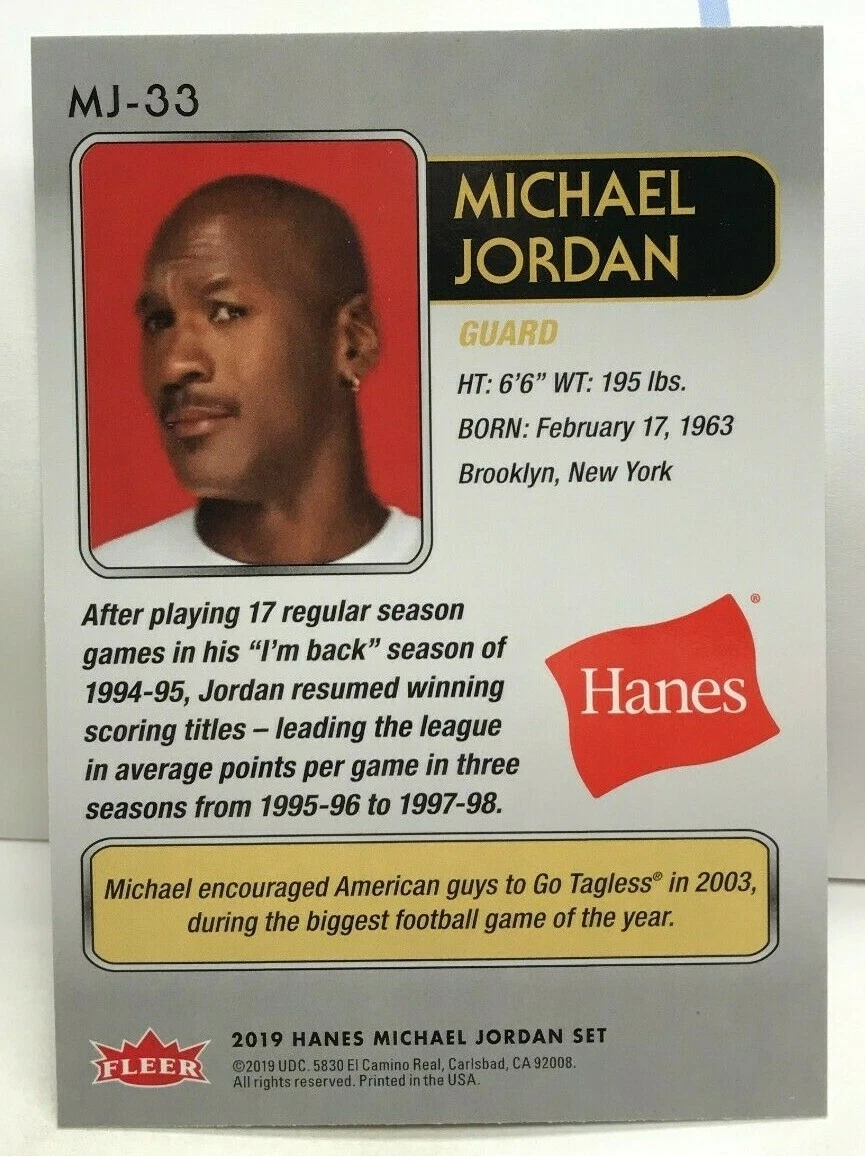 MJ-33
MICHAEL
JORDAN
GUARD
HT: 6'6” WT: 195 lbs.
BORN: February 17, 1963
Brooklyn, New York
After playing 17 regular season
games in his “I'm back” season of
1994-95, Jordan resumed winning
scoring titles – leading the league
in average points per game in three
seasons from 1995-96 to 1997-98.
Hanes®
Michael encouraged American guys to Go Tagless® in 2003,
during the biggest football game of the year.
FLEER
2019 HANES MICHAEL JORDAN SET
©2019 UDC. 5830 El Camino Real, Carlsbad, CA 92008.
All rights reserved. Printed in the USA.